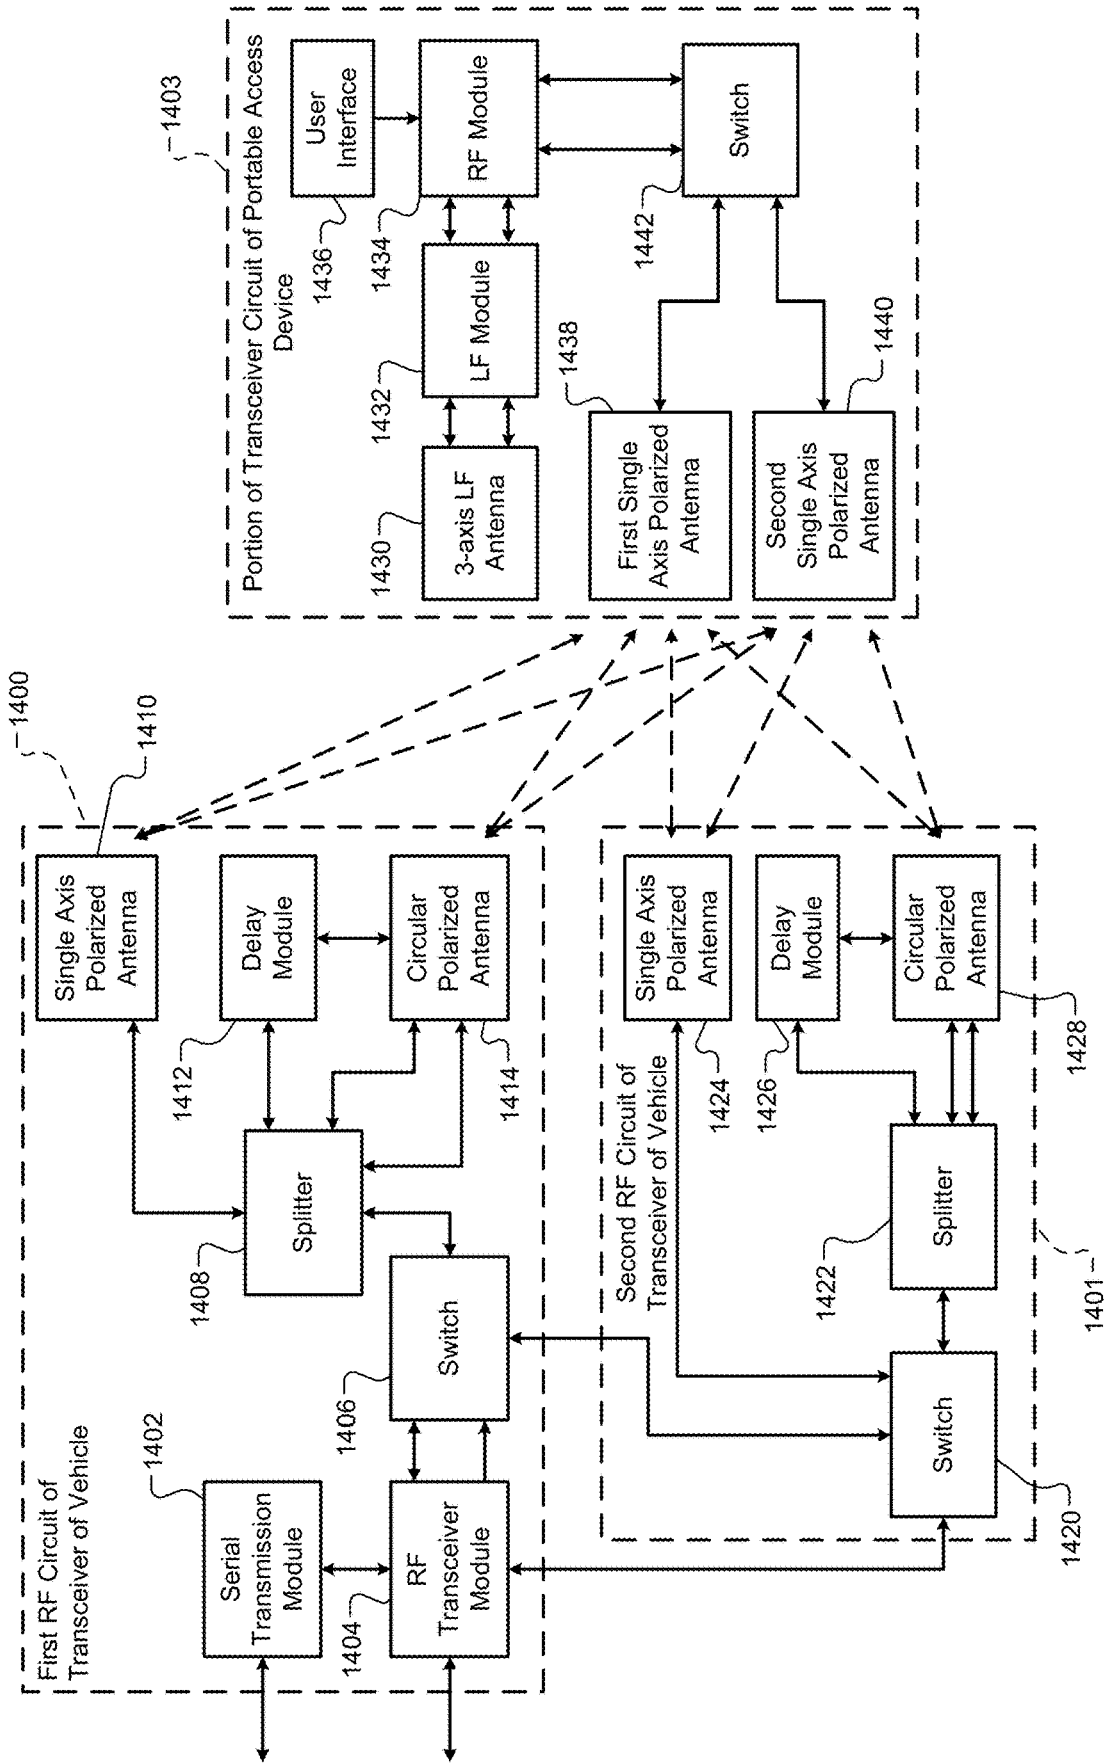 First RF Circuit of
Transceiver of Vehicle
1400
Serial
Transmission
Module
1402
RF
Transceiver
Module
1404
Switch
1406
Splitter
1408
Single Axis
Polarized
Antenna
1410
Delay
Module
1412
Circular
Polarized
Antenna
1414
Second RF Circuit of
Transceiver of Vehicle
1401
Switch
1420
Splitter
1422
Single Axis
Polarized
Antenna
1424
Delay
Module
1426
Circular
Polarized
Antenna
1428
Portion of Transceiver Circuit of Portable Access
Device
1403
3-axis LF
Antenna
1430
LF Module
1432
RF Module
1434
User
Interface
1436
First Single
Axis Polarized
Antenna
1438
Second
Single Axis
Polarized
Antenna
1440
Switch
1442